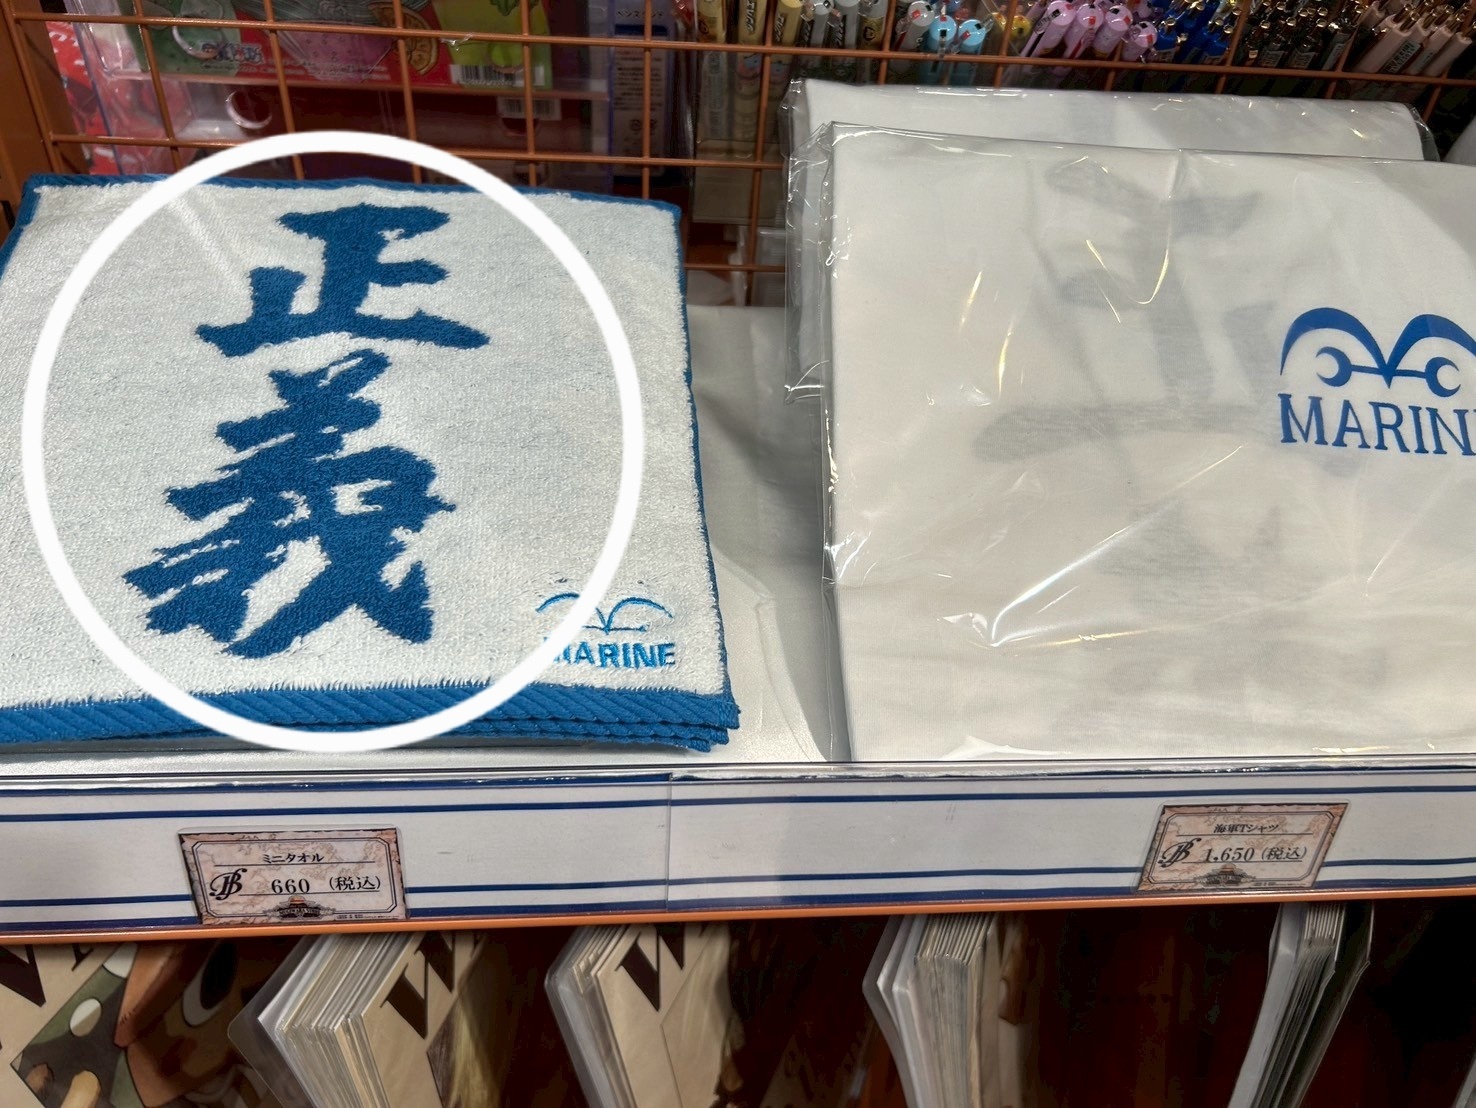 正義
MARINE
MARIN
ミニタオル
660 (税込)
海軍Tシャツ
1,650 (税込)